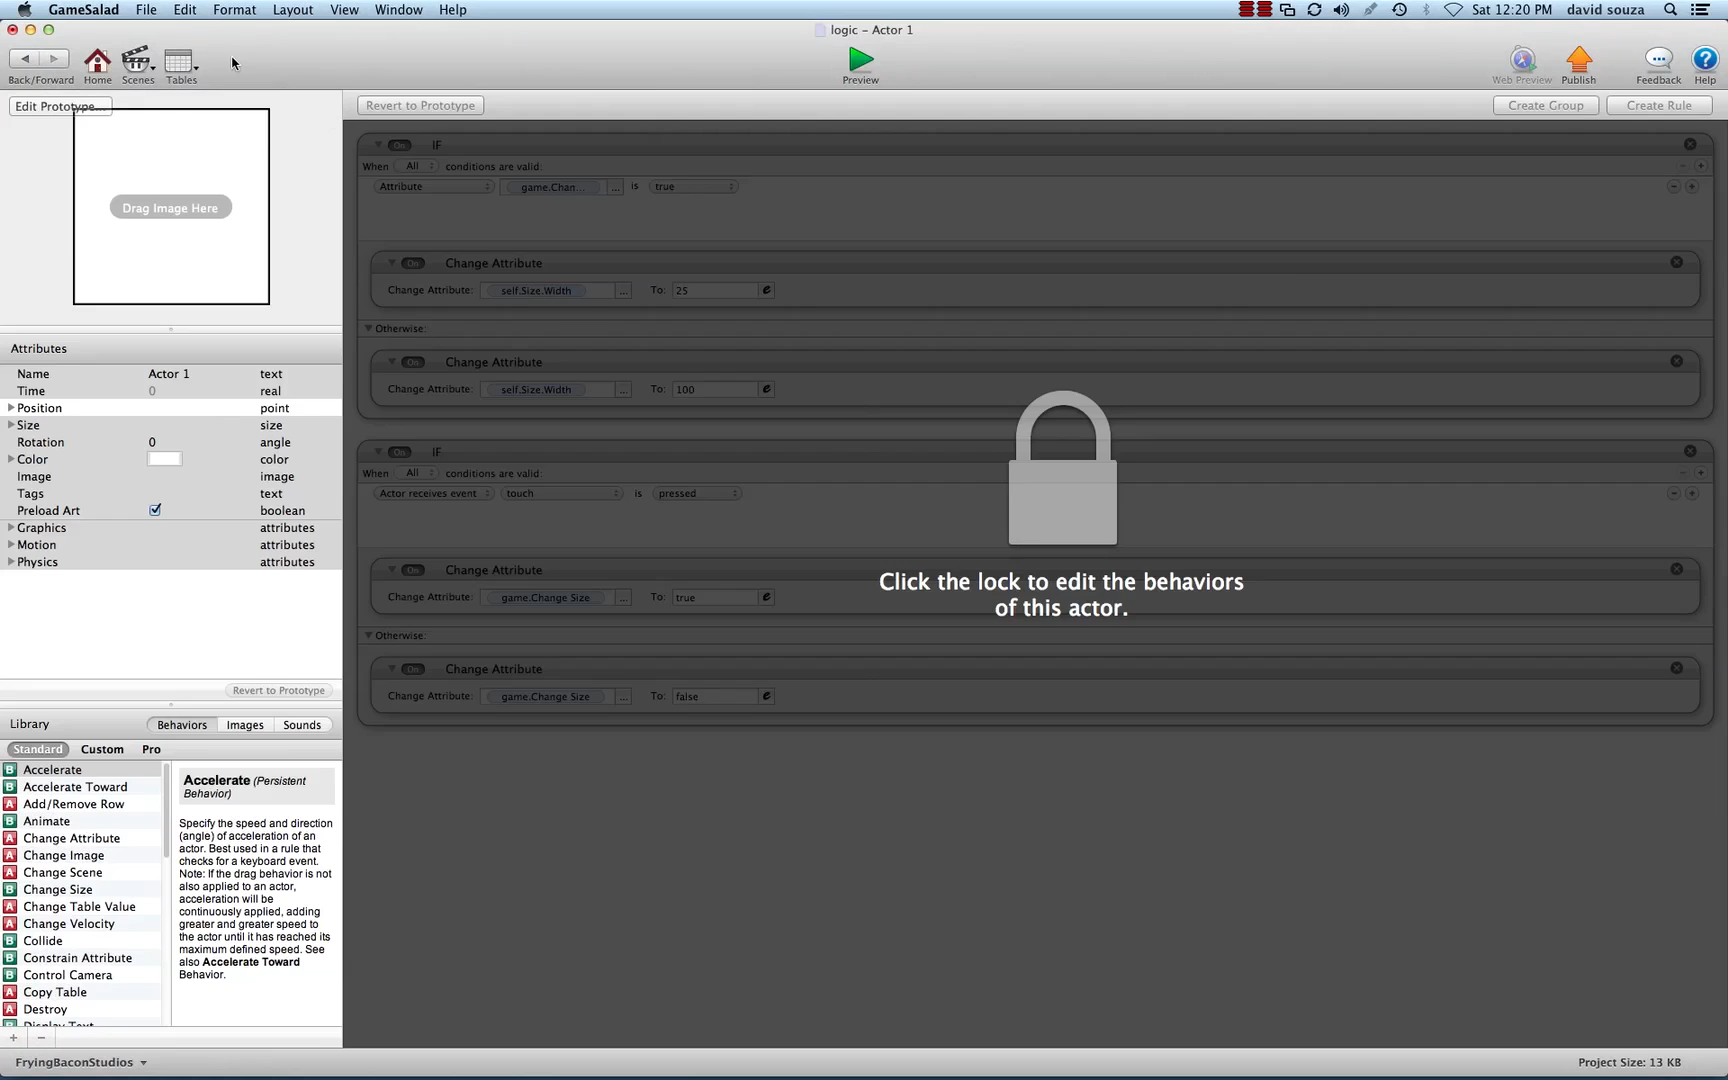 GameSalad File Edit Format Layout View Window Help Sat 12:20 PM david souza
logic – Actor 1
Back/Forward Home Scenes Tables Preview Web Preview Publish Feedback Help
Edit Prototype... Revert to Prototype Create Group Create Rule
Drag Image Here
On IF
When All conditions are valid:
Attribute game.Chan... ... is true
On Change Attribute
Change Attribute: self.Size.Width ... To: 25 e
Otherwise:
On Change Attribute
Change Attribute: self.Size.Width ... To: 100 e
On IF
When All conditions are valid:
Actor receives event touch is pressed
On Change Attribute
Change Attribute: game.Change Size ... To: true e
Otherwise:
On Change Attribute
Change Attribute: game.Change Size ... To: false e
Click the lock to edit the behaviors
of this actor.
Attributes
Name Actor 1 text
Time 0 real
Position point
Size size
Rotation 0 angle
Color color
Image image
Tags text
Preload Art boolean
Graphics attributes
Motion attributes
Physics attributes
Revert to Prototype
Library Behaviors Images Sounds
Standard Custom Pro
B Accelerate
B Accelerate Toward
A Add/Remove Row
B Animate
A Change Attribute
A Change Image
A Change Scene
B Change Size
A Change Table Value
A Change Velocity
B Collide
B Constrain Attribute
B Control Camera
A Copy Table
A Destroy
B Display Text
Accelerate (Persistent
Behavior)
Specify the speed and direction
(angle) of acceleration of an
actor. Best used in a rule that
checks for a keyboard event.
Note: If the drag behavior is not
also applied to an actor,
acceleration will be
continuously applied, adding
greater and greater speed to
the actor until it has reached its
maximum defined speed. See
also Accelerate Toward
Behavior.
+ −
FryingBaconStudios Project Size: 13 KB